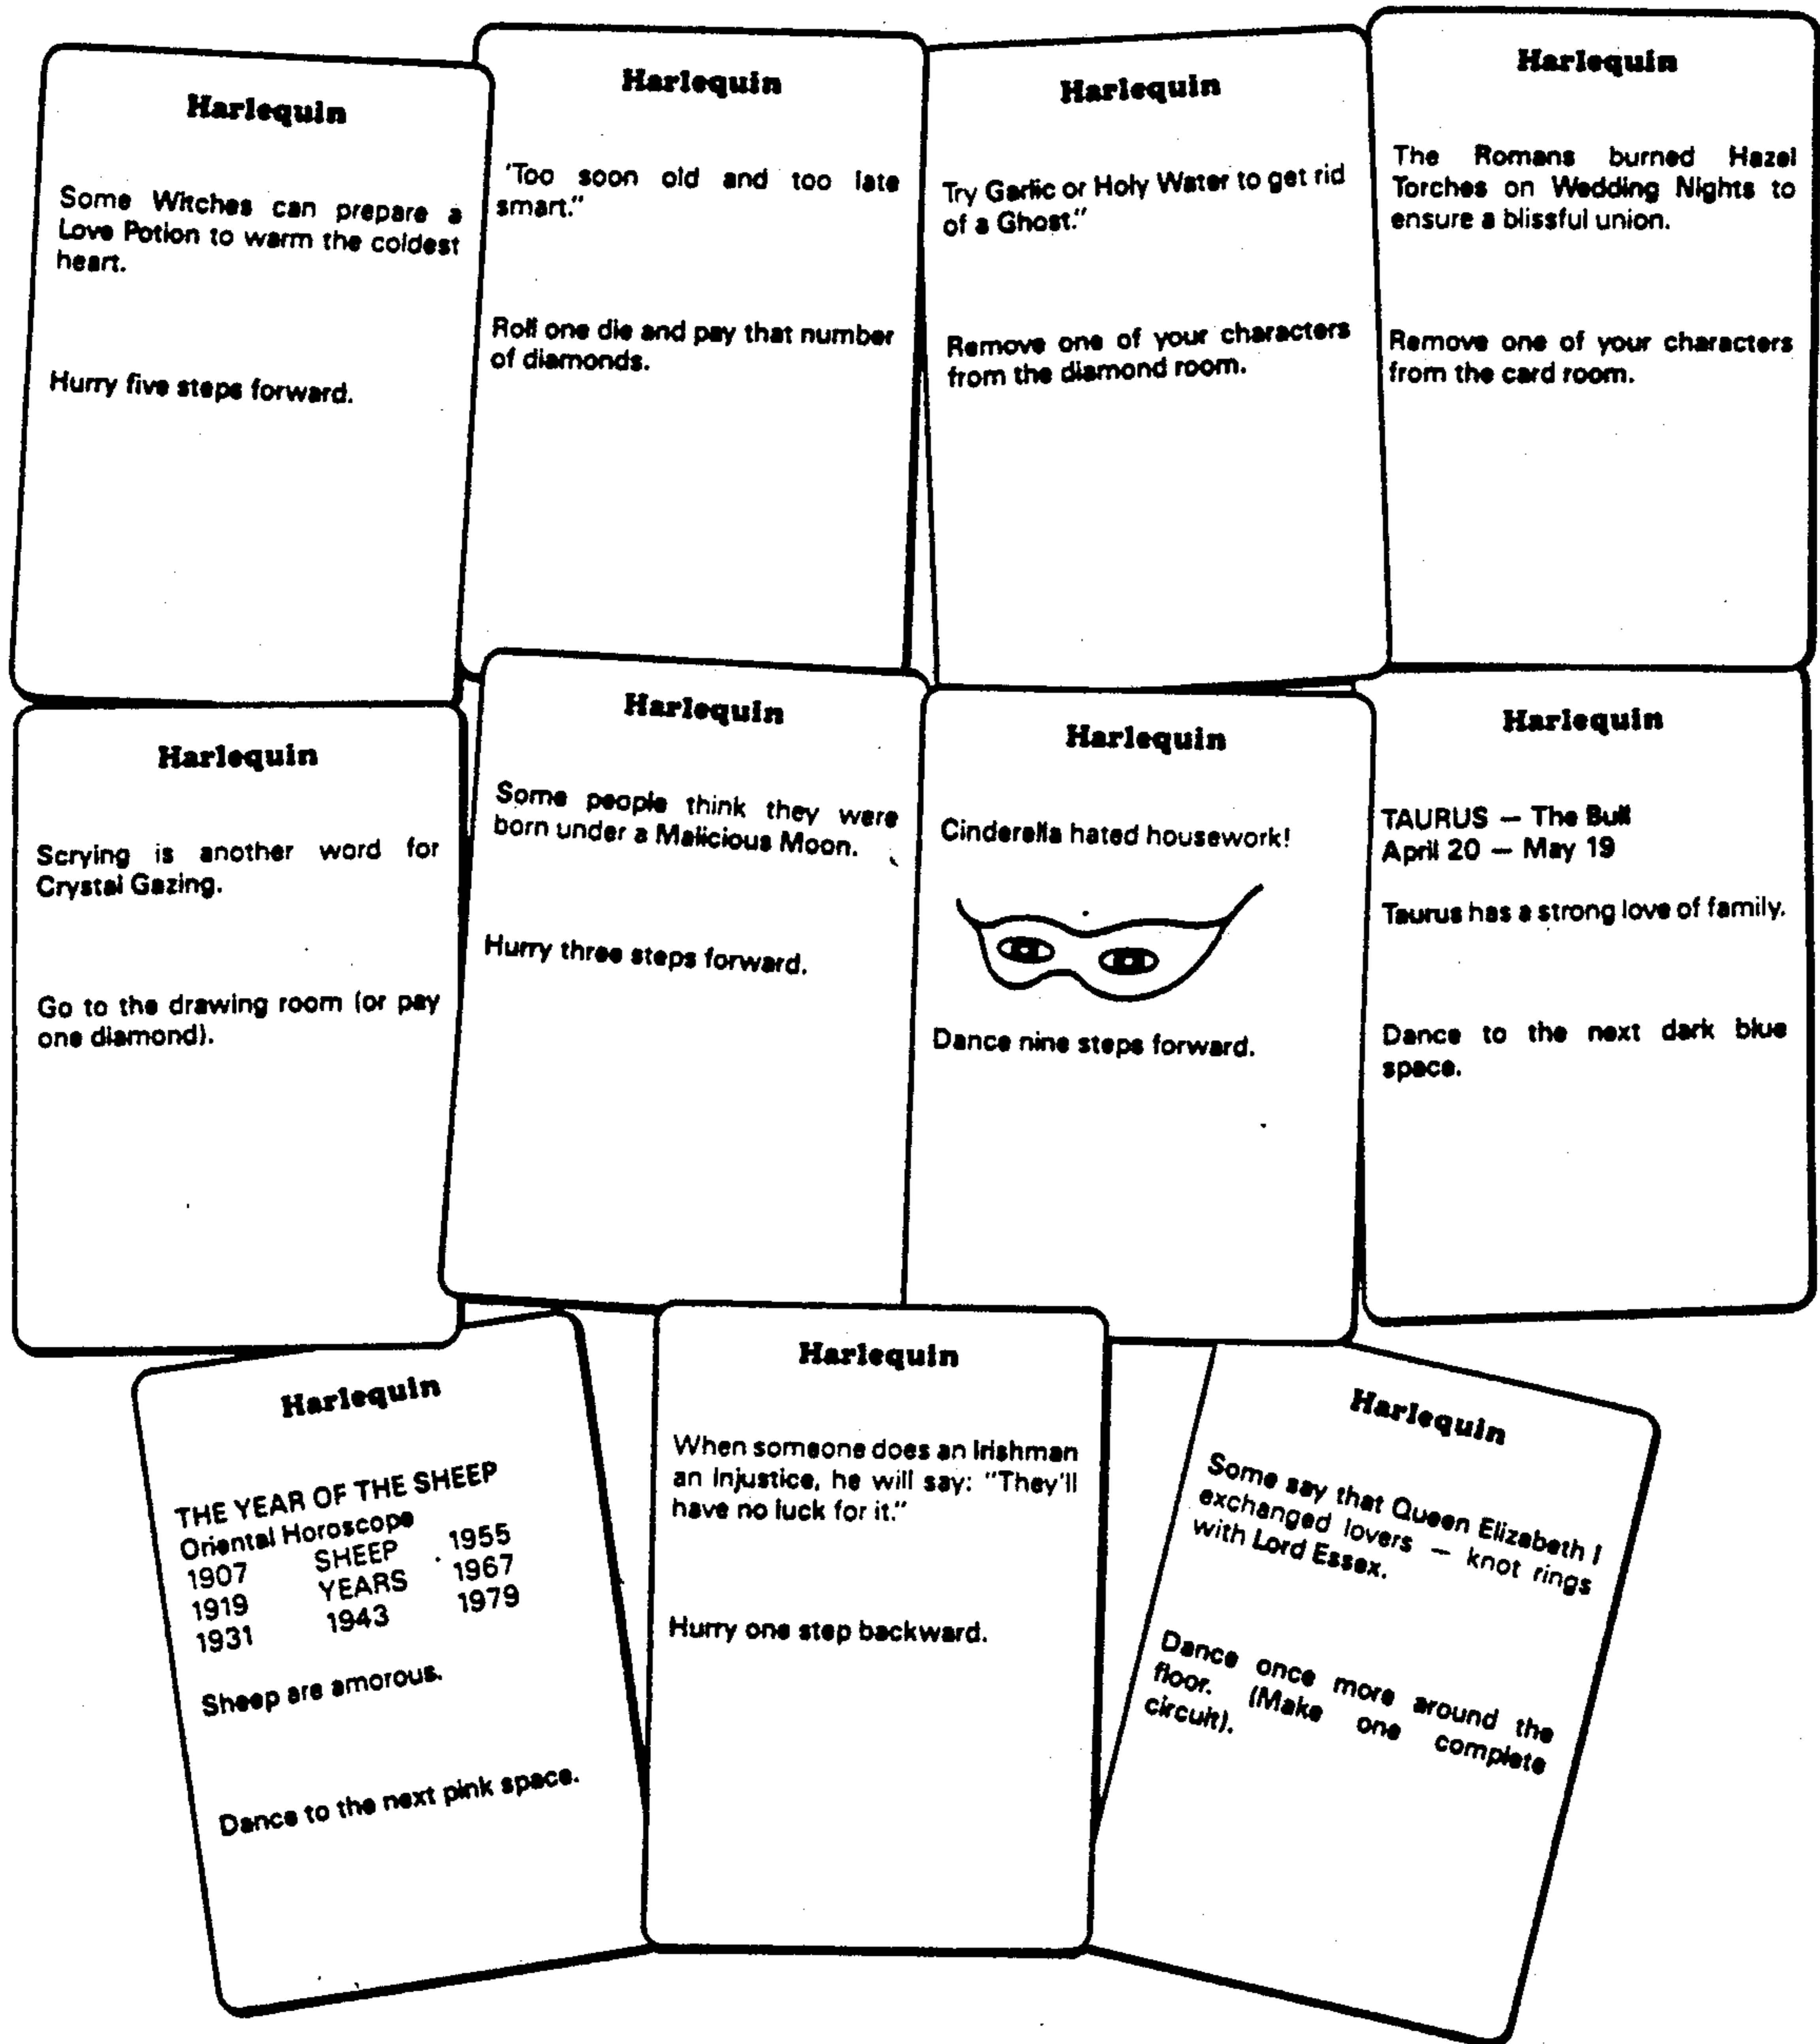 Harlequin
Some Witches can prepare a
Love Potion to warm the coldest
heart.
Hurry five steps forward.
Harlequin
'Too soon old and too late
smart."
Roll one die and pay that number
of diamonds.
Harlequin
Try Garlic or Holy Water to get rid
of a Ghost."
Remove one of your characters
from the diamond room.
Harlequin
The Romans burned Hazel
Torches on Wedding Nights to
ensure a blissful union.
Remove one of your characters
from the card room.
Harlequin
Scrying is another word for
Crystal Gazing.
Go to the drawing room (or pay
one diamond).
Harlequin
Some people think they were
born under a Malicious Moon.
Hurry three steps forward.
Harlequin
Cinderella hated housework!
Dance nine steps forward.
Harlequin
TAURUS — The Bull
April 20 — May 19
Taurus has a strong love of family.
Dance to the next dark blue
space.
Harlequin
THE YEAR OF THE SHEEP
Oriental Horoscope
1907 SHEEP 1955
1919 YEARS 1967
1931 1943 1979
Sheep are amorous.
Dance to the next pink space.
Harlequin
When someone does an Irishman
an Injustice, he will say: "They'll
have no luck for it."
Hurry one step backward.
Harlequin
Some say that Queen Elizabeth I
exchanged lovers — knot rings
with Lord Essex.
Dance once more around the
floor. (Make one complete
circuit).